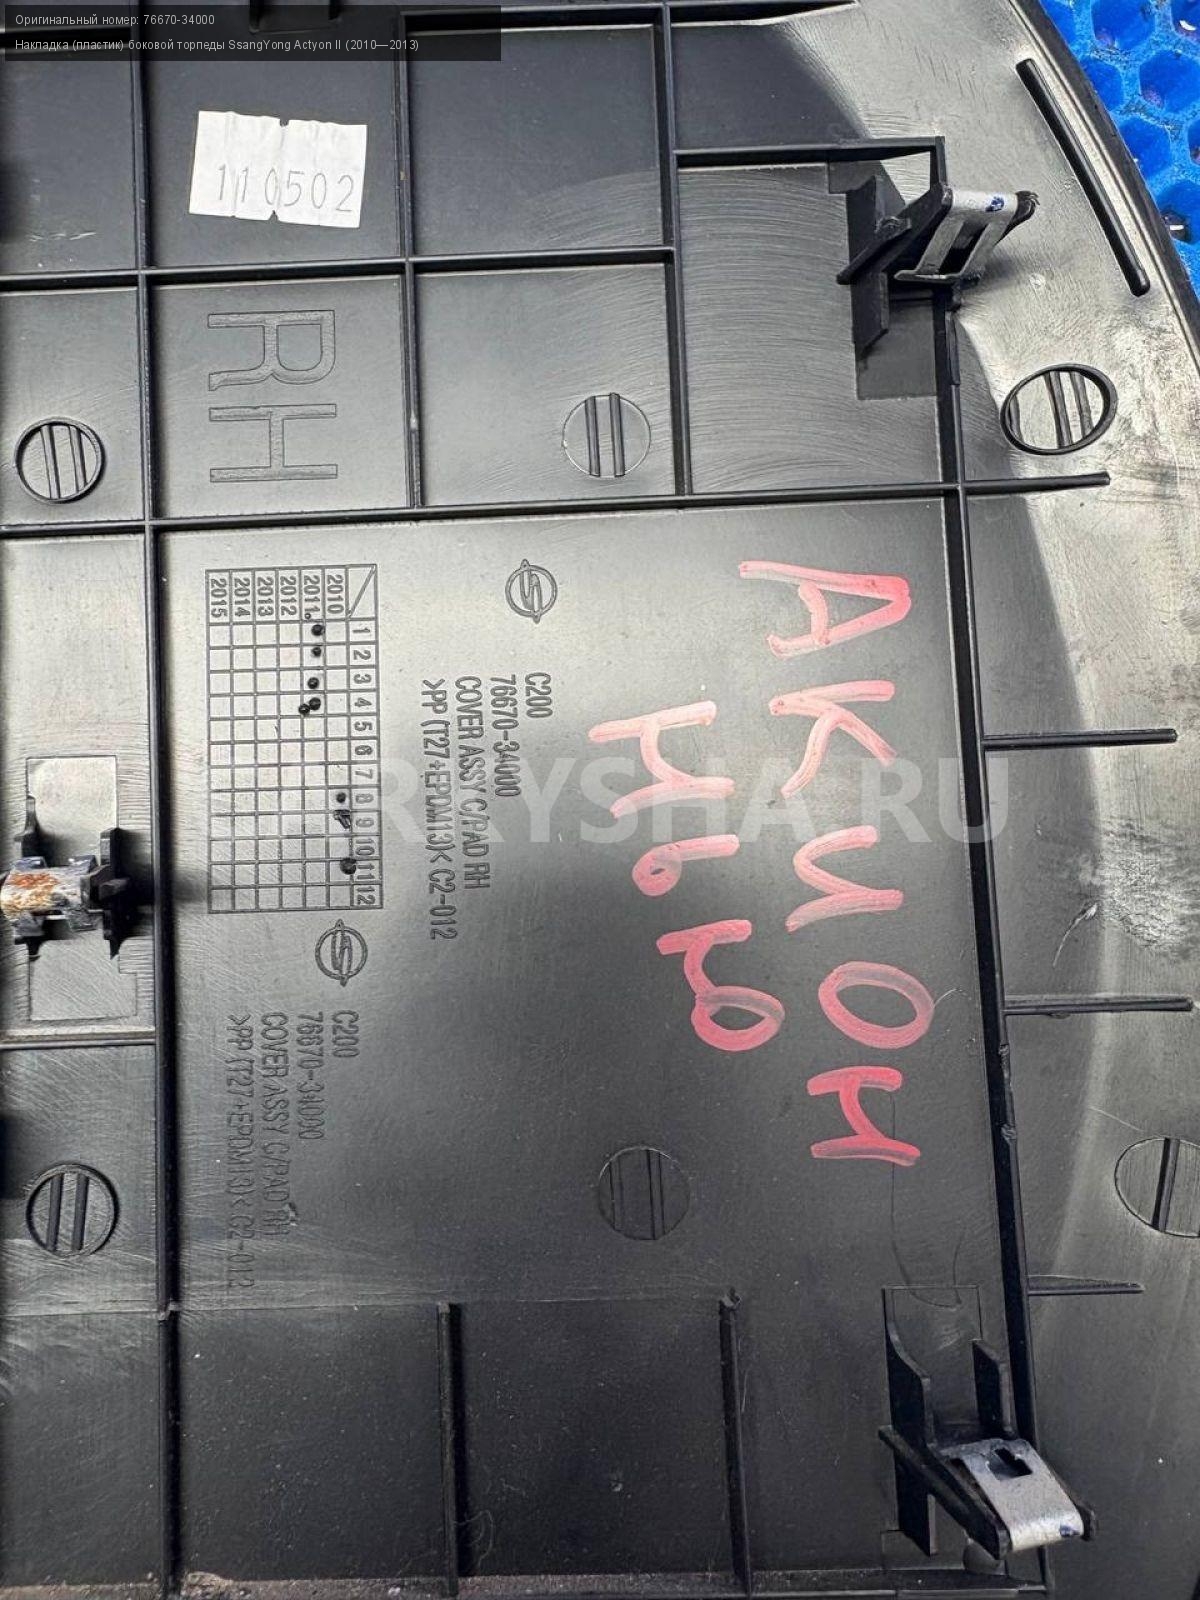 Оригинальный номер: 76670-34000
Накладка (пластик) боковой торпеды SsangYong Actyon II (2010—2013)
110502
RH
2010
2011
2012
2013
2014
2015
1 2 3 4 5 6 7 8 9 10 11 12
C200
76670-34000
COVER ASSY C/PAD RH
>PP (T27+EPDM13)< C2-012
C200
76670-34000
COVER ASSY C/PAD RH
>PP (T27+EPDM13)< C2-012
АКИОН
НЬЮ
RAYSHA.RU